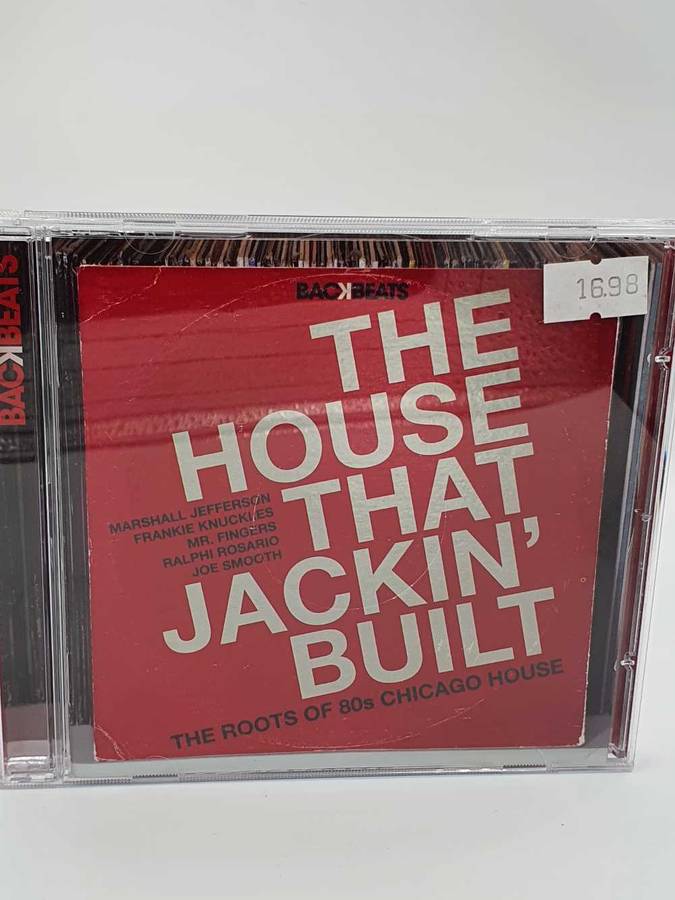 BACKBEATS
BACKBEATS
16.98
THE
HOUSE
THAT
JACKIN'
BUILT
MARSHALL JEFFERSON
FRANKIE KNUCKLES
MR. FINGERS
RALPHI ROSARIO
JOE SMOOTH
THE ROOTS OF 80s CHICAGO HOUSE